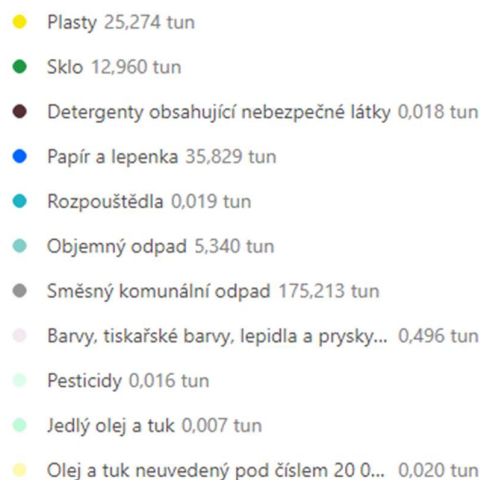 Plasty 25,274 tun
Sklo 12,960 tun
Detergenty obsahující nebezpečné látky 0,018 tun
Papír a lepenka 35,829 tun
Rozpouštědla 0,019 tun
Objemný odpad 5,340 tun
Směsný komunální odpad 175,213 tun
Barvy, tiskařské barvy, lepidla a prysky... 0,496 tun
Pesticidy 0,016 tun
Jedlý olej a tuk 0,007 tun
Olej a tuk neuvedený pod číslem 20 0... 0,020 tun